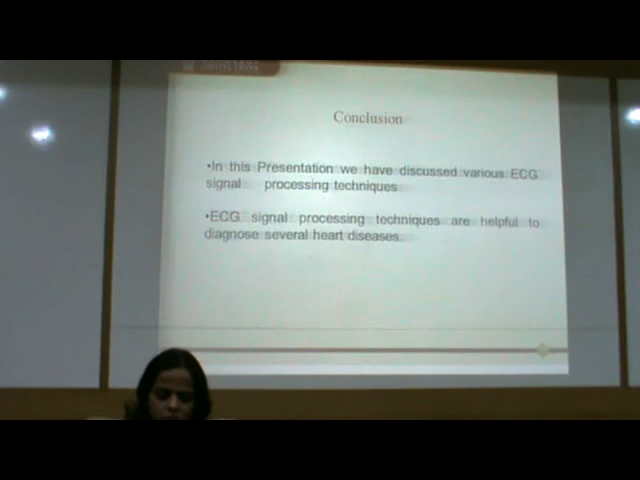 Conclusion
•In this Presentation we have discussed various ECG
signal processing techniques
•ECG signal processing techniques are helpful to
diagnose several heart diseases.